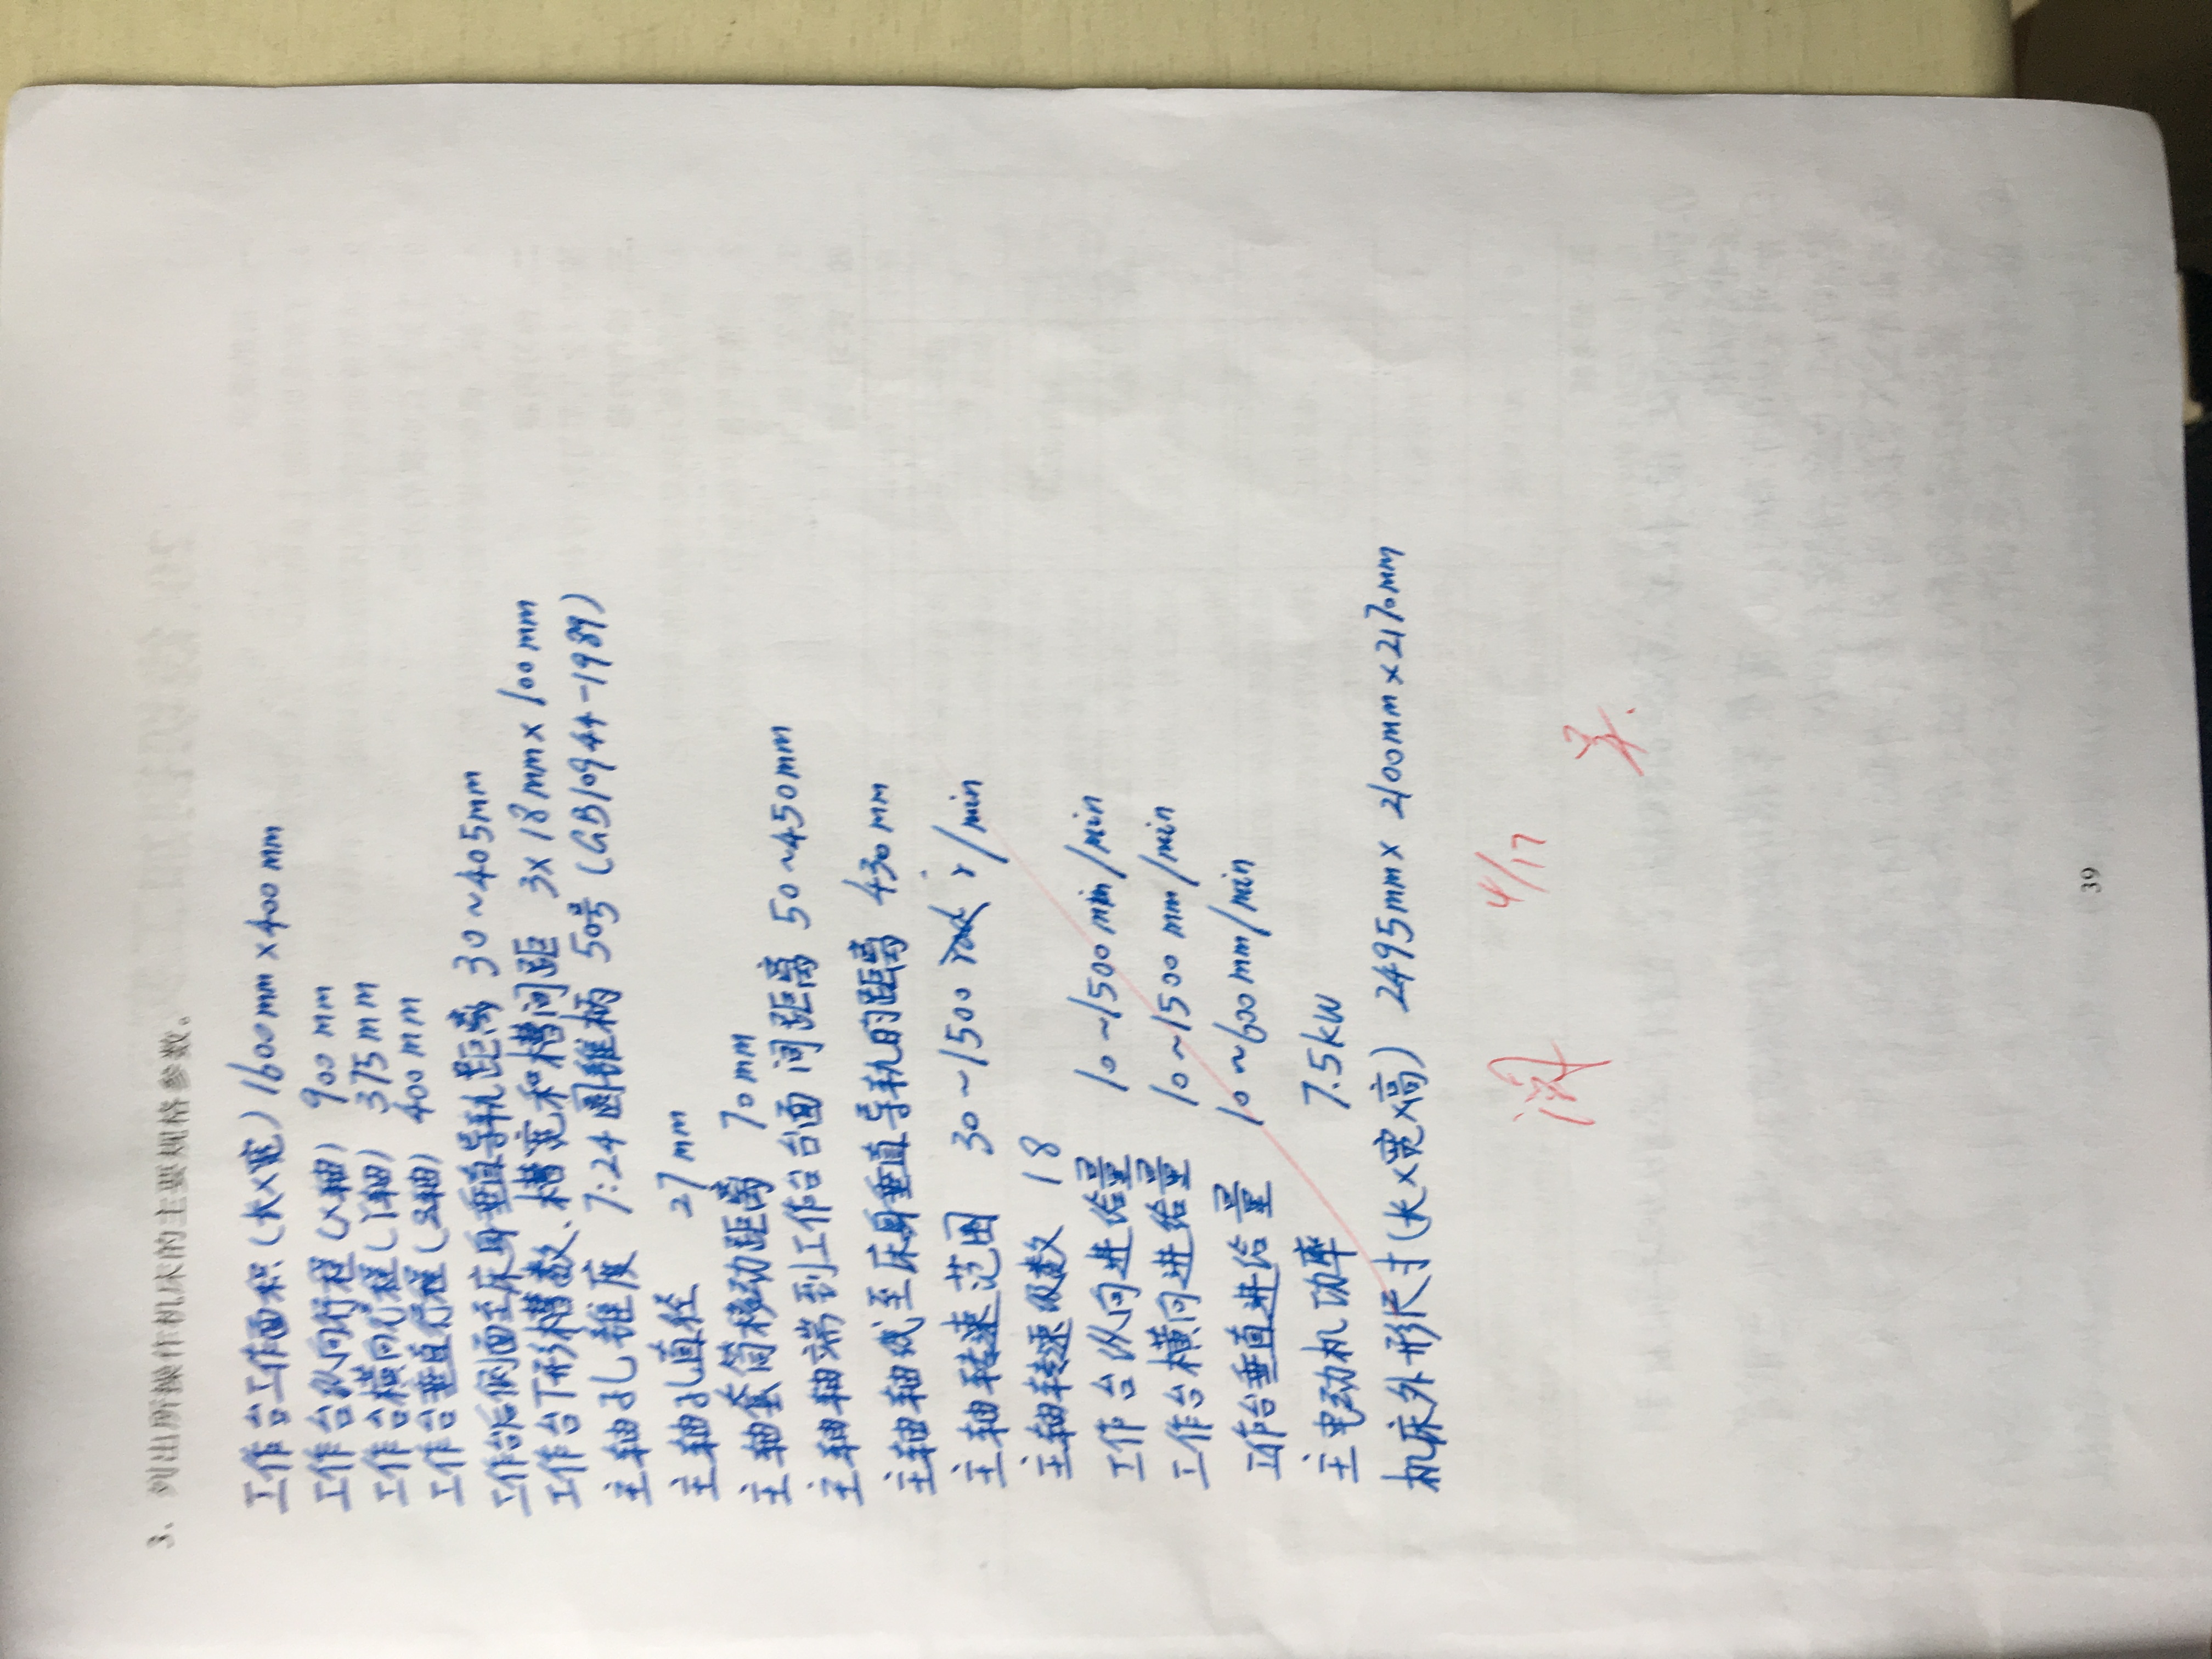 3. 列出所操作机床的主要规格参数。
工作台工作面积(长×宽) 1600mm×400mm
工作台纵向行程(X轴) 900mm
工作台横向行程(Y轴) 375mm
工作台垂直行程(Z轴) 400mm
工作台后侧面至床身垂直导轨距离 30~405mm
工作台T形槽数、槽宽和槽间距 3×18mm×100mm
主轴孔锥度 7:24圆锥柄 50号 (GB10944-1989)
主轴孔直径 27mm
主轴套筒移动距离 70mm
主轴轴端到工作台台面间距离 50~450mm
主轴轴线至床身垂直导轨的距离 430mm
主轴转速范围 30~1500 r/min
主轴转速级数 18
工作台纵向进给量 10~1500 mm/min
工作台横向进给量 10~1500 mm/min
工作台垂直进给量 10~600mm/min
主电动机功率 7.5kW
机床外形尺寸(长×宽×高) 2495mm×2100mm×2170mm
阅 4/17
39